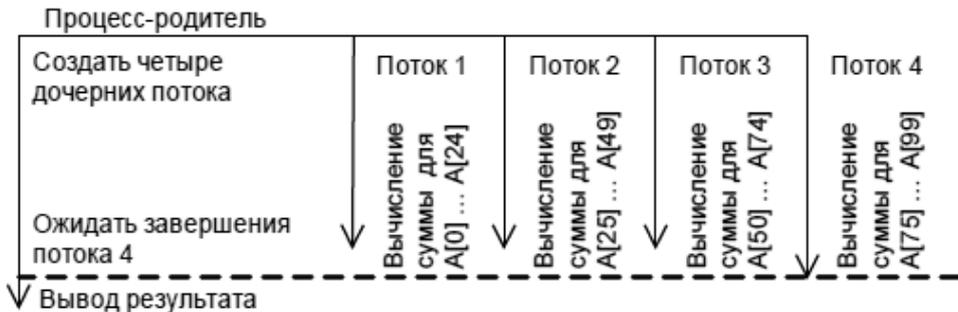 Процесс-родитель
Создать четыре
дочерних потока
Ожидать завершения
потока 4
Вывод результата
Поток 1
Вычисление
суммы для
A[0] ... A[24]
Поток 2
Вычисление
суммы для
A[25] ... A[49]
Поток 3
Вычисление
суммы для
A[50] ... A[74]
Поток 4
Вычисление
суммы для
A[75] ... A[99]